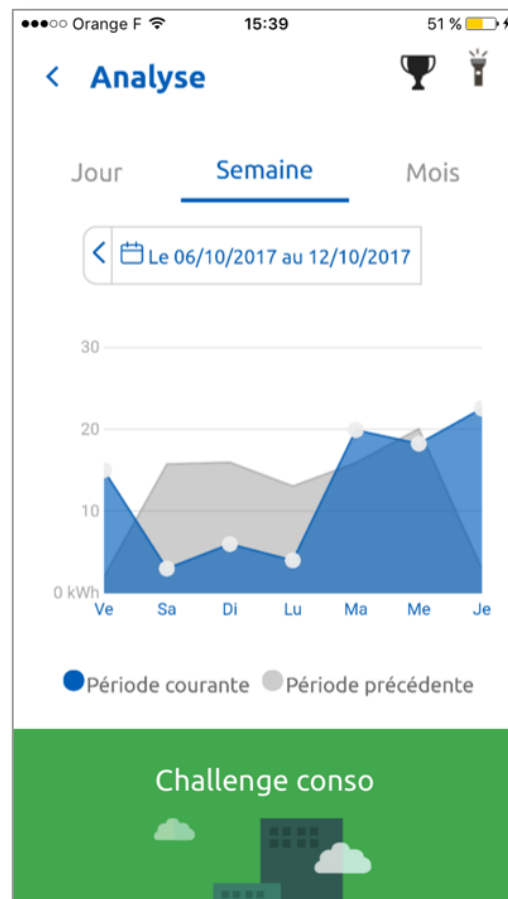 Orange F 15:39 51 %
Analyse
Jour Semaine Mois
Le 06/10/2017 au 12/10/2017
30
20
10
0 kWh
Ve Sa Di Lu Ma Me Je
Période courante Période précédente
Challenge conso